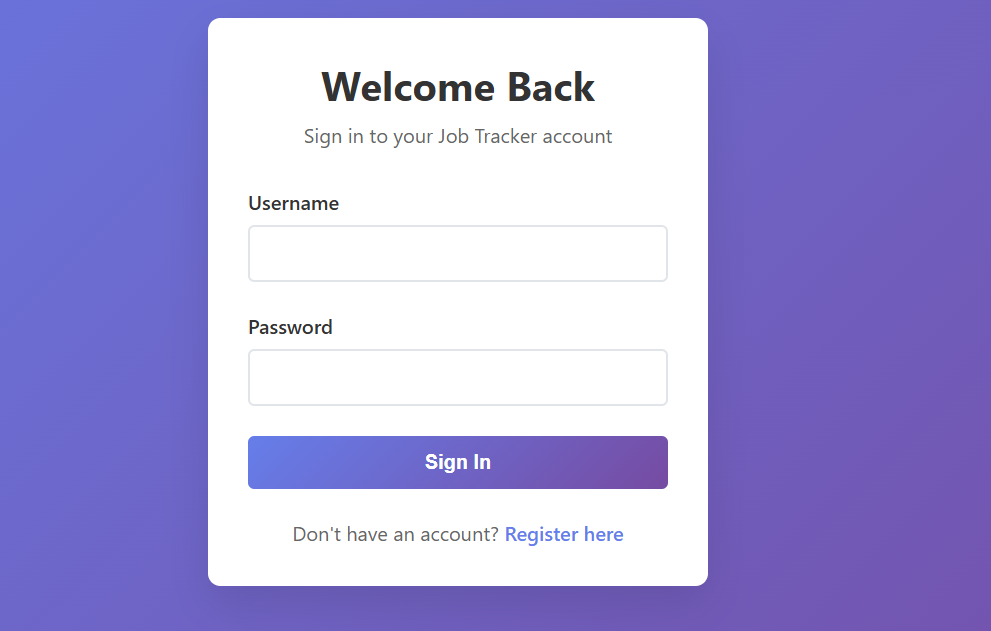 Welcome Back
Sign in to your Job Tracker account
Username
Password
Sign In
Don't have an account? Register here